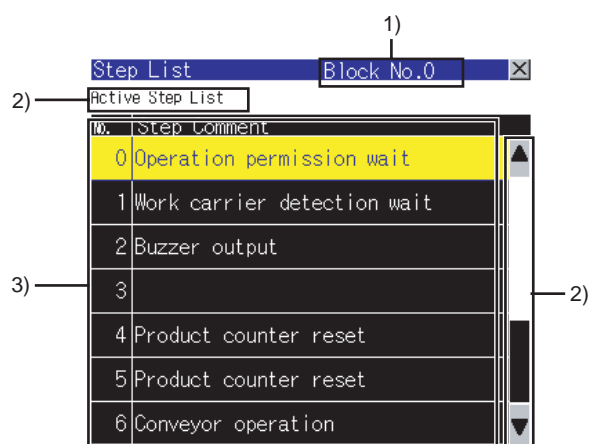 1)
Step List Block No.0
2) Active Step List
No. Step Comment
0 Operation permission wait
1 Work carrier detection wait
2 Buzzer output
3) 3 2)
4 Product counter reset
5 Product counter reset
6 Conveyor operation